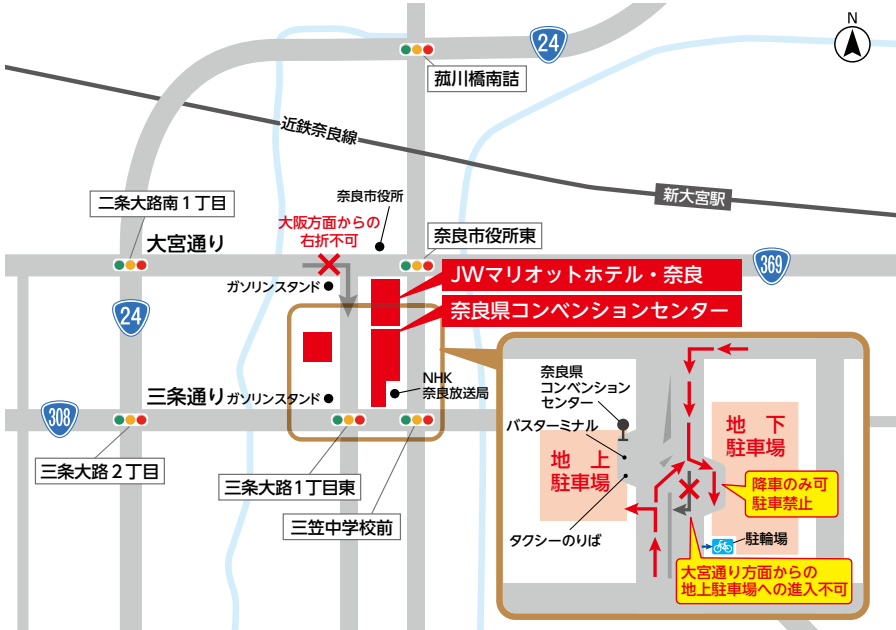 N
24
菰川橋南詰
近鉄奈良線
新大宮駅
二条大路南1丁目
奈良市役所
大阪方面からの
右折不可
大宮通り
奈良市役所東
369
ガソリンスタンド
JWマリオットホテル・奈良
奈良県コンベンションセンター
24
NHK
奈良放送局
三条通り
ガソリンスタンド
308
三条大路2丁目
三条大路1丁目東
三笠中学校前
奈良県
コンベンション
センター
バスターミナル
地上
駐車場
タクシーのりば
地下
駐車場
降車のみ可
駐車禁止
駐輪場
大宮通り方面からの
地上駐車場への進入不可